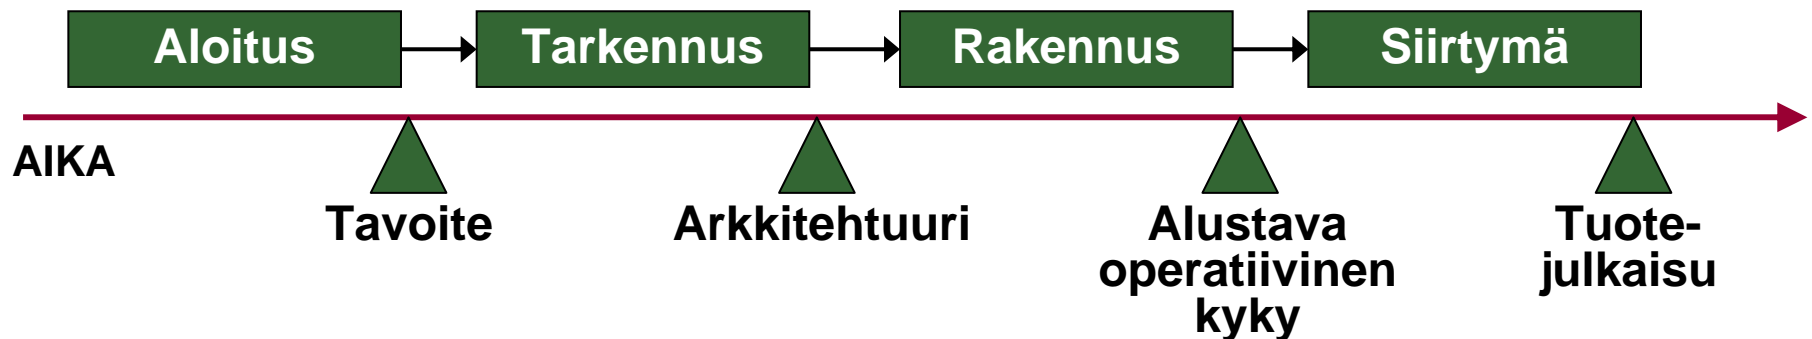 Aloitus
Tarkennus
Rakennus
Siirtymä
AIKA
Tavoite
Arkkitehtuuri
Alustava
operatiivinen
kyky
Tuote-
julkaisu